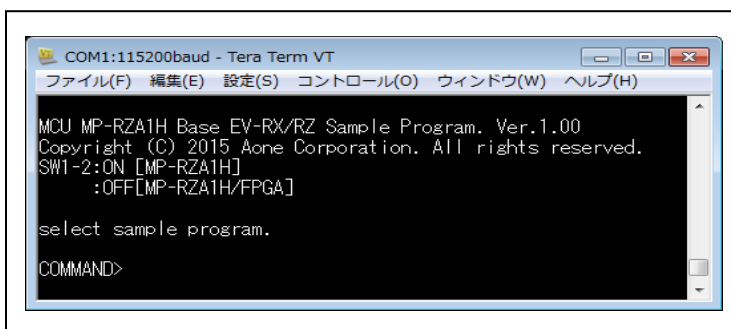 COM1:115200baud - Tera Term VT
ファイル(F) 編集(E) 設定(S) コントロール(O) ウィンドウ(W) ヘルプ(H)
MCU MP-RZA1H Base EV-RX/RZ Sample Program. Ver.1.00
Copyright (C) 2015 Aone Corporation. All rights reserved.
SW1-2:ON [MP-RZA1H]
:OFF[MP-RZA1H/FPGA]
select sample program.
COMMAND>